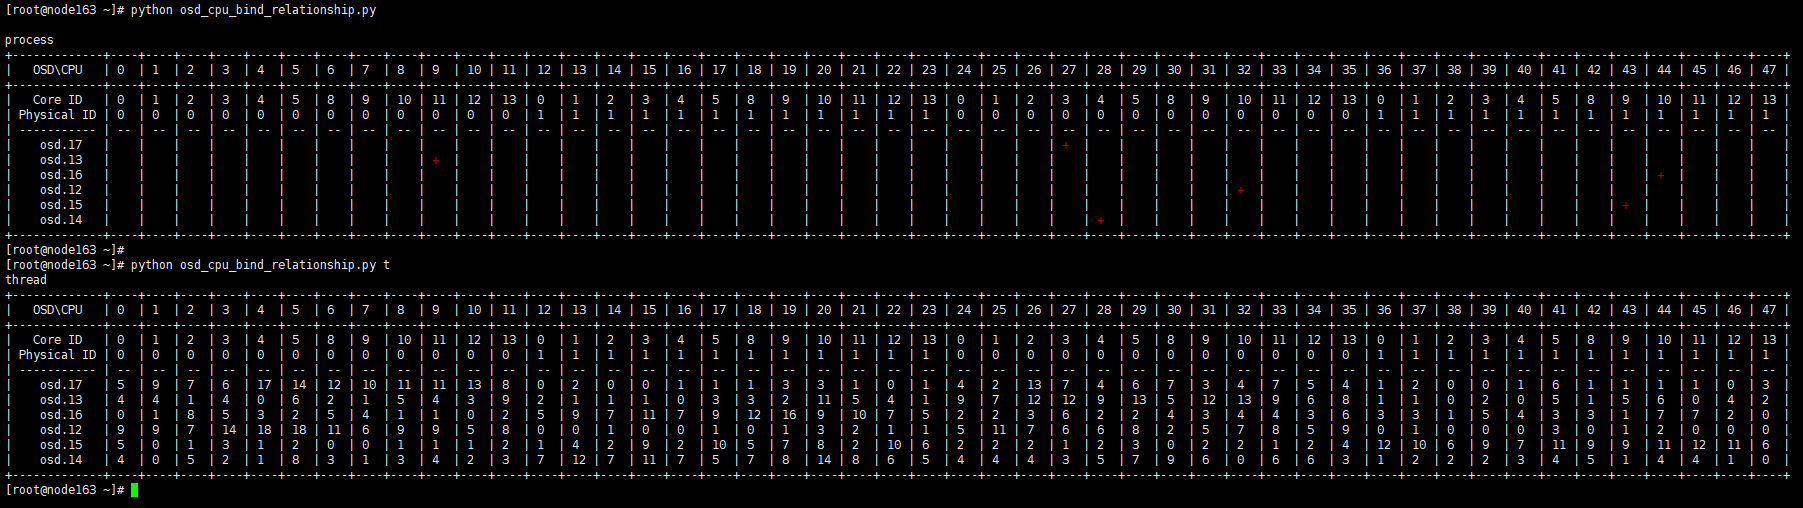 [root@node163 ~]# python osd_cpu_bind_relationship.py
process
+-------------+----+----+----+----+----+----+----+----+----+----+----+----+----+----+----+----+----+----+----+----+----+----+----+----+----+----+----+----+----+----+----+----+----+----+----+----+----+----+----+----+----+----+----+----+----+----+----+----+
| OSD\CPU | 0 | 1 | 2 | 3 | 4 | 5 | 6 | 7 | 8 | 9 | 10 | 11 | 12 | 13 | 14 | 15 | 16 | 17 | 18 | 19 | 20 | 21 | 22 | 23 | 24 | 25 | 26 | 27 | 28 | 29 | 30 | 31 | 32 | 33 | 34 | 35 | 36 | 37 | 38 | 39 | 40 | 41 | 42 | 43 | 44 | 45 | 46 | 47 |
+-------------+----+----+----+----+----+----+----+----+----+----+----+----+----+----+----+----+----+----+----+----+----+----+----+----+----+----+----+----+----+----+----+----+----+----+----+----+----+----+----+----+----+----+----+----+----+----+----+----+
| Core ID | 0 | 1 | 2 | 3 | 4 | 5 | 8 | 9 | 10 | 11 | 12 | 13 | 0 | 1 | 2 | 3 | 4 | 5 | 8 | 9 | 10 | 11 | 12 | 13 | 0 | 1 | 2 | 3 | 4 | 5 | 8 | 9 | 10 | 11 | 12 | 13 | 0 | 1 | 2 | 3 | 4 | 5 | 8 | 9 | 10 | 11 | 12 | 13 |
| Physical ID | 0 | 0 | 0 | 0 | 0 | 0 | 0 | 0 | 0 | 0 | 0 | 0 | 1 | 1 | 1 | 1 | 1 | 1 | 1 | 1 | 1 | 1 | 1 | 1 | 0 | 0 | 0 | 0 | 0 | 0 | 0 | 0 | 0 | 0 | 0 | 0 | 1 | 1 | 1 | 1 | 1 | 1 | 1 | 1 | 1 | 1 | 1 | 1 |
| ----------- | -- | -- | -- | -- | -- | -- | -- | -- | -- | -- | -- | -- | -- | -- | -- | -- | -- | -- | -- | -- | -- | -- | -- | -- | -- | -- | -- | -- | -- | -- | -- | -- | -- | -- | -- | -- | -- | -- | -- | -- | -- | -- | -- | -- | -- | -- | -- | -- |
| osd.17 | | | | | | | | | | | | | | | | | | | | | | | | | | | | + | | | | | | | | | | | | | | | | | | | | |
| osd.13 | | | | | | | | | | + | | | | | | | | | | | | | | | | | | | | | | | | | | | | | | | | | | | | | | |
| osd.16 | | | | | | | | | | | | | | | | | | | | | | | | | | | | | | | | | | | | | | | | | | | | | + | | | |
| osd.12 | | | | | | | | | | | | | | | | | | | | | | | | | | | | | | | | | + | | | | | | | | | | | | | | | |
| osd.15 | | | | | | | | | | | | | | | | | | | | | | | | | | | | | | | | | | | | | | | | | | | | + | | | | |
| osd.14 | | | | | | | | | | | | | | | | | | | | | | | | | | | | | + | | | | | | | | | | | | | | | | | | | |
+-------------+----+----+----+----+----+----+----+----+----+----+----+----+----+----+----+----+----+----+----+----+----+----+----+----+----+----+----+----+----+----+----+----+----+----+----+----+----+----+----+----+----+----+----+----+----+----+----+----+
[root@node163 ~]#
[root@node163 ~]# python osd_cpu_bind_relationship.py t
thread
+-------------+----+----+----+----+----+----+----+----+----+----+----+----+----+----+----+----+----+----+----+----+----+----+----+----+----+----+----+----+----+----+----+----+----+----+----+----+----+----+----+----+----+----+----+----+----+----+----+----+
| OSD\CPU | 0 | 1 | 2 | 3 | 4 | 5 | 6 | 7 | 8 | 9 | 10 | 11 | 12 | 13 | 14 | 15 | 16 | 17 | 18 | 19 | 20 | 21 | 22 | 23 | 24 | 25 | 26 | 27 | 28 | 29 | 30 | 31 | 32 | 33 | 34 | 35 | 36 | 37 | 38 | 39 | 40 | 41 | 42 | 43 | 44 | 45 | 46 | 47 |
+-------------+----+----+----+----+----+----+----+----+----+----+----+----+----+----+----+----+----+----+----+----+----+----+----+----+----+----+----+----+----+----+----+----+----+----+----+----+----+----+----+----+----+----+----+----+----+----+----+----+
| Core ID | 0 | 1 | 2 | 3 | 4 | 5 | 8 | 9 | 10 | 11 | 12 | 13 | 0 | 1 | 2 | 3 | 4 | 5 | 8 | 9 | 10 | 11 | 12 | 13 | 0 | 1 | 2 | 3 | 4 | 5 | 8 | 9 | 10 | 11 | 12 | 13 | 0 | 1 | 2 | 3 | 4 | 5 | 8 | 9 | 10 | 11 | 12 | 13 |
| Physical ID | 0 | 0 | 0 | 0 | 0 | 0 | 0 | 0 | 0 | 0 | 0 | 0 | 1 | 1 | 1 | 1 | 1 | 1 | 1 | 1 | 1 | 1 | 1 | 1 | 0 | 0 | 0 | 0 | 0 | 0 | 0 | 0 | 0 | 0 | 0 | 0 | 1 | 1 | 1 | 1 | 1 | 1 | 1 | 1 | 1 | 1 | 1 | 1 |
| ----------- | -- | -- | -- | -- | -- | -- | -- | -- | -- | -- | -- | -- | -- | -- | -- | -- | -- | -- | -- | -- | -- | -- | -- | -- | -- | -- | -- | -- | -- | -- | -- | -- | -- | -- | -- | -- | -- | -- | -- | -- | -- | -- | -- | -- | -- | -- | -- | -- |
| osd.17 | 5 | 9 | 7 | 6 | 17 | 14 | 12 | 10 | 11 | 11 | 13 | 8 | 0 | 2 | 0 | 0 | 1 | 1 | 1 | 3 | 3 | 1 | 0 | 1 | 4 | 2 | 13 | 7 | 4 | 6 | 7 | 3 | 4 | 7 | 5 | 4 | 1 | 2 | 0 | 0 | 1 | 6 | 1 | 1 | 1 | 1 | 0 | 3 |
| osd.13 | 4 | 4 | 1 | 4 | 0 | 6 | 2 | 1 | 5 | 4 | 3 | 9 | 2 | 1 | 1 | 1 | 0 | 3 | 3 | 2 | 11 | 5 | 4 | 1 | 9 | 7 | 12 | 12 | 9 | 13 | 5 | 12 | 13 | 9 | 6 | 8 | 1 | 1 | 0 | 2 | 0 | 5 | 1 | 5 | 6 | 0 | 4 | 2 |
| osd.16 | 0 | 1 | 8 | 5 | 3 | 2 | 5 | 4 | 1 | 1 | 0 | 2 | 5 | 9 | 7 | 11 | 7 | 9 | 12 | 16 | 9 | 10 | 7 | 5 | 2 | 2 | 3 | 6 | 2 | 2 | 4 | 3 | 4 | 4 | 3 | 6 | 3 | 3 | 1 | 5 | 4 | 3 | 3 | 1 | 7 | 7 | 2 | 0 |
| osd.12 | 9 | 9 | 7 | 14 | 18 | 18 | 11 | 6 | 9 | 9 | 5 | 8 | 0 | 0 | 1 | 0 | 0 | 1 | 0 | 1 | 3 | 2 | 1 | 1 | 5 | 11 | 7 | 6 | 6 | 8 | 2 | 5 | 7 | 8 | 5 | 9 | 0 | 1 | 0 | 0 | 3 | 0 | 1 | 0 | 2 | 0 | 0 | 0 |
| osd.15 | 5 | 0 | 1 | 3 | 1 | 2 | 0 | 0 | 1 | 1 | 1 | 2 | 1 | 4 | 2 | 9 | 2 | 10 | 5 | 7 | 8 | 2 | 10 | 6 | 2 | 2 | 2 | 1 | 2 | 3 | 0 | 2 | 2 | 1 | 2 | 4 | 12 | 10 | 6 | 9 | 7 | 11 | 9 | 9 | 11 | 12 | 11 | 6 |
| osd.14 | 4 | 0 | 5 | 2 | 1 | 8 | 3 | 1 | 3 | 4 | 2 | 3 | 7 | 12 | 7 | 11 | 7 | 5 | 7 | 8 | 14 | 8 | 6 | 5 | 4 | 4 | 4 | 3 | 5 | 7 | 9 | 6 | 0 | 6 | 6 | 3 | 1 | 2 | 2 | 2 | 3 | 4 | 5 | 1 | 4 | 4 | 1 | 0 |
+-------------+----+----+----+----+----+----+----+----+----+----+----+----+----+----+----+----+----+----+----+----+----+----+----+----+----+----+----+----+----+----+----+----+----+----+----+----+----+----+----+----+----+----+----+----+----+----+----+----+
[root@node163 ~]#